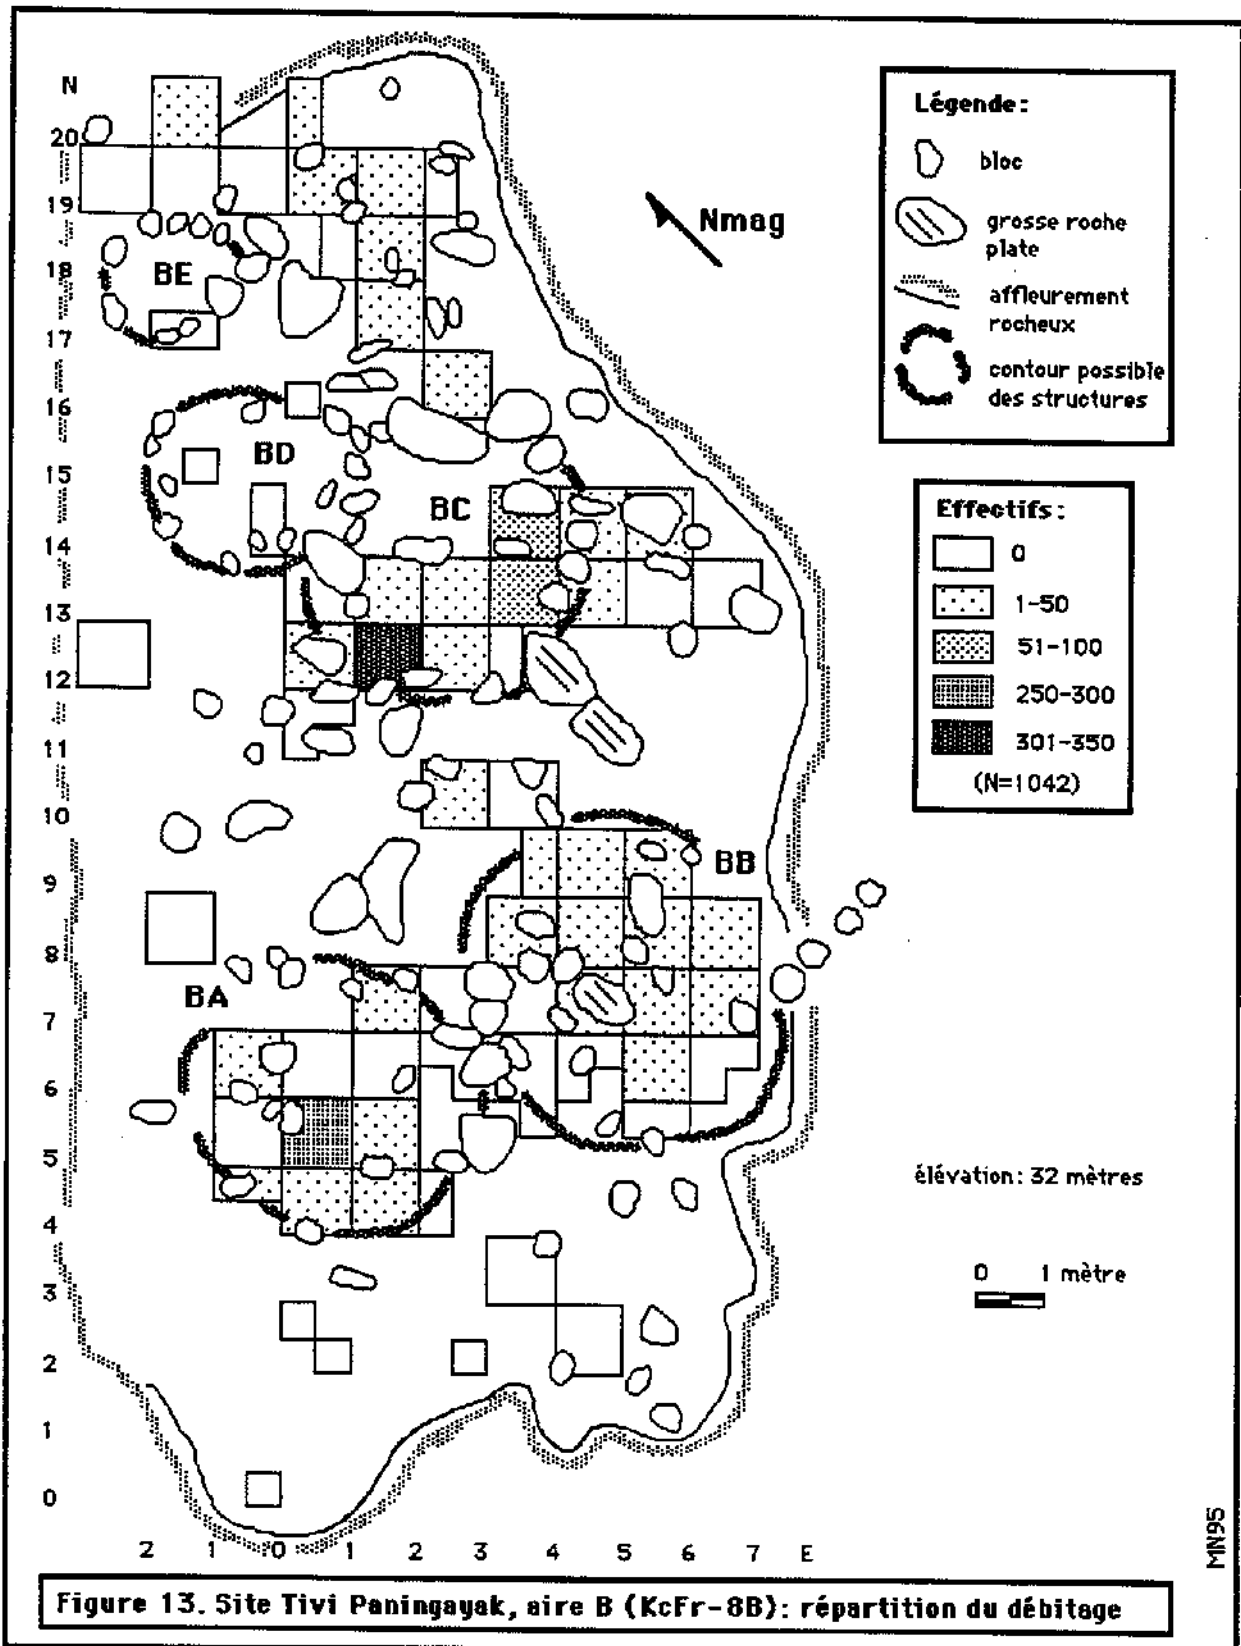 N
20
19
18
17
16
15
14
13
12
11
10
9
8
7
6
5
4
3
2
1
0
2 1 0 1 2 3 4 5 6 7 E
BE
BD
BC
BB
BA
Nmag
Légende:
bloc
grosse roche
plate
affleurement
rocheux
contour possible
des structures
Effectifs:
0
1-50
51-100
250-300
301-350
(N=1042)
élévation: 32 mètres
0 1 mètre
MN95
Figure 13. Site Tivi Paningayak, aire B (KcFr-8B): répartition du débitage